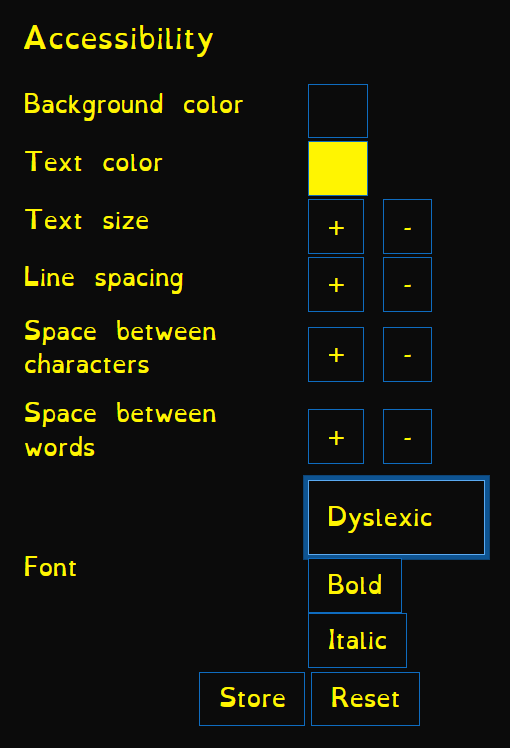 Accessibility
Background color
Text color
Text size + -
Line spacing + -
Space between
characters + -
Space between
words + -
Dyslexic
Font
Bold
Italic
Store Reset